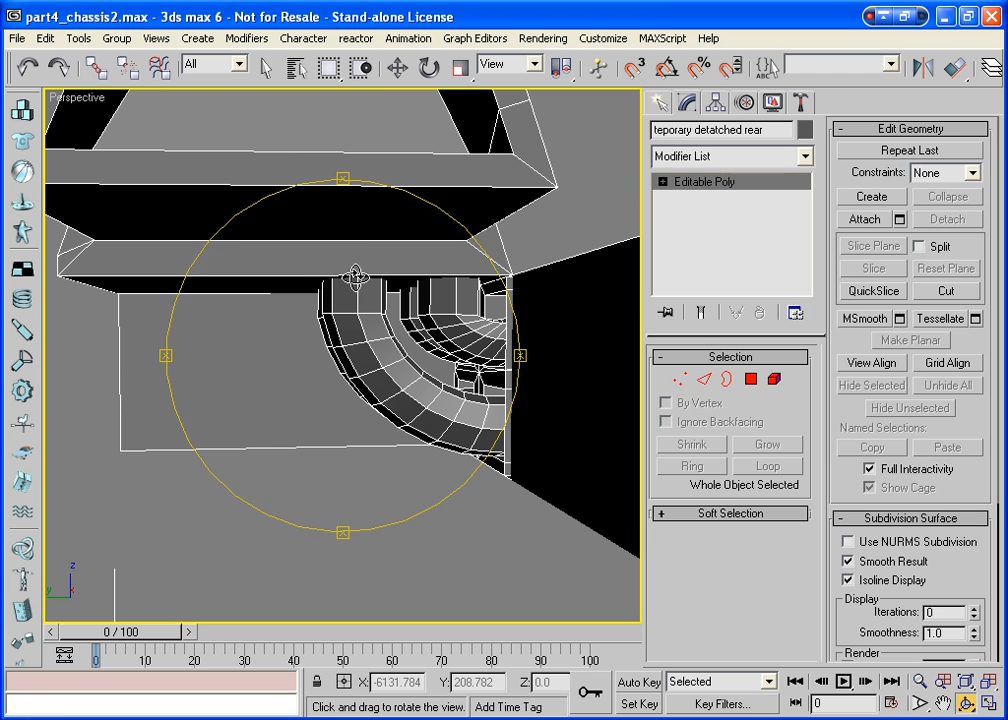 part4_chassis2.max - 3ds max 6 - Not for Resale - Stand-alone License
File Edit Tools Group Views Create Modifiers Character reactor Animation Graph Editors Rendering Customize MAXScript Help
All View
Perspective
z
y x
teporary detatched rear
Modifier List
Editable Poly
- Selection
By Vertex
Ignore Backfacing
Shrink Grow
Ring Loop
Whole Object Selected
+ Soft Selection
- Edit Geometry
Repeat Last
Constraints: None
Create Collapse
Attach Detach
Slice Plane Split
Slice Reset Plane
QuickSlice Cut
MSmooth Tessellate
Make Planar
View Align Grid Align
Hide Selected Unhide All
Hide Unselected
Named Selections:
Copy Paste
Full Interactivity
Show Cage
- Subdivision Surface
Use NURMS Subdivision
Smooth Result
Isoline Display
Display
Iterations: 0
Smoothness: 1.0
Render
< 0 / 100 >
0 10 20 30 40 50 60 70 80 90 100
X: -6131.784 Y: 208.782 Z: 0.0
Auto Key Selected
Click and drag to rotate the view. Add Time Tag
Set Key Key Filters... 0